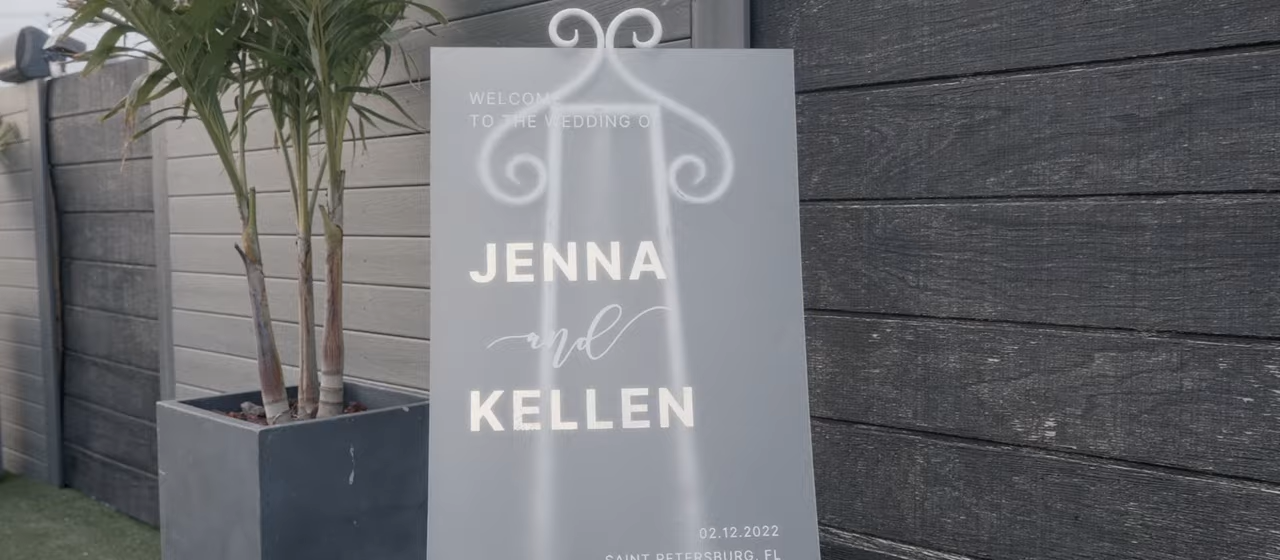 WELCOME
TO THE WEDDING OF
JENNA
and
KELLEN
02.12.2022
SAINT PETERSBURG, FL